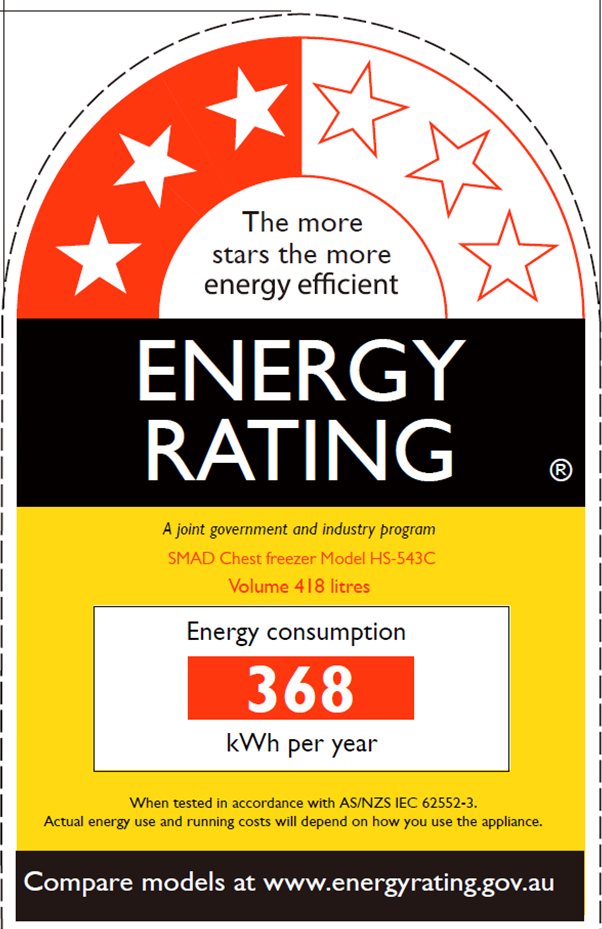 The more
stars the more
energy efficient
ENERGY
RATING
®
A joint government and industry program
SMAD Chest freezer Model HS-543C
Volume 418 litres
Energy consumption
368
kWh per year
When tested in accordance with AS/NZS IEC 62552-3.
Actual energy use and running costs will depend on how you use the appliance.
Compare models at www.energyrating.gov.au